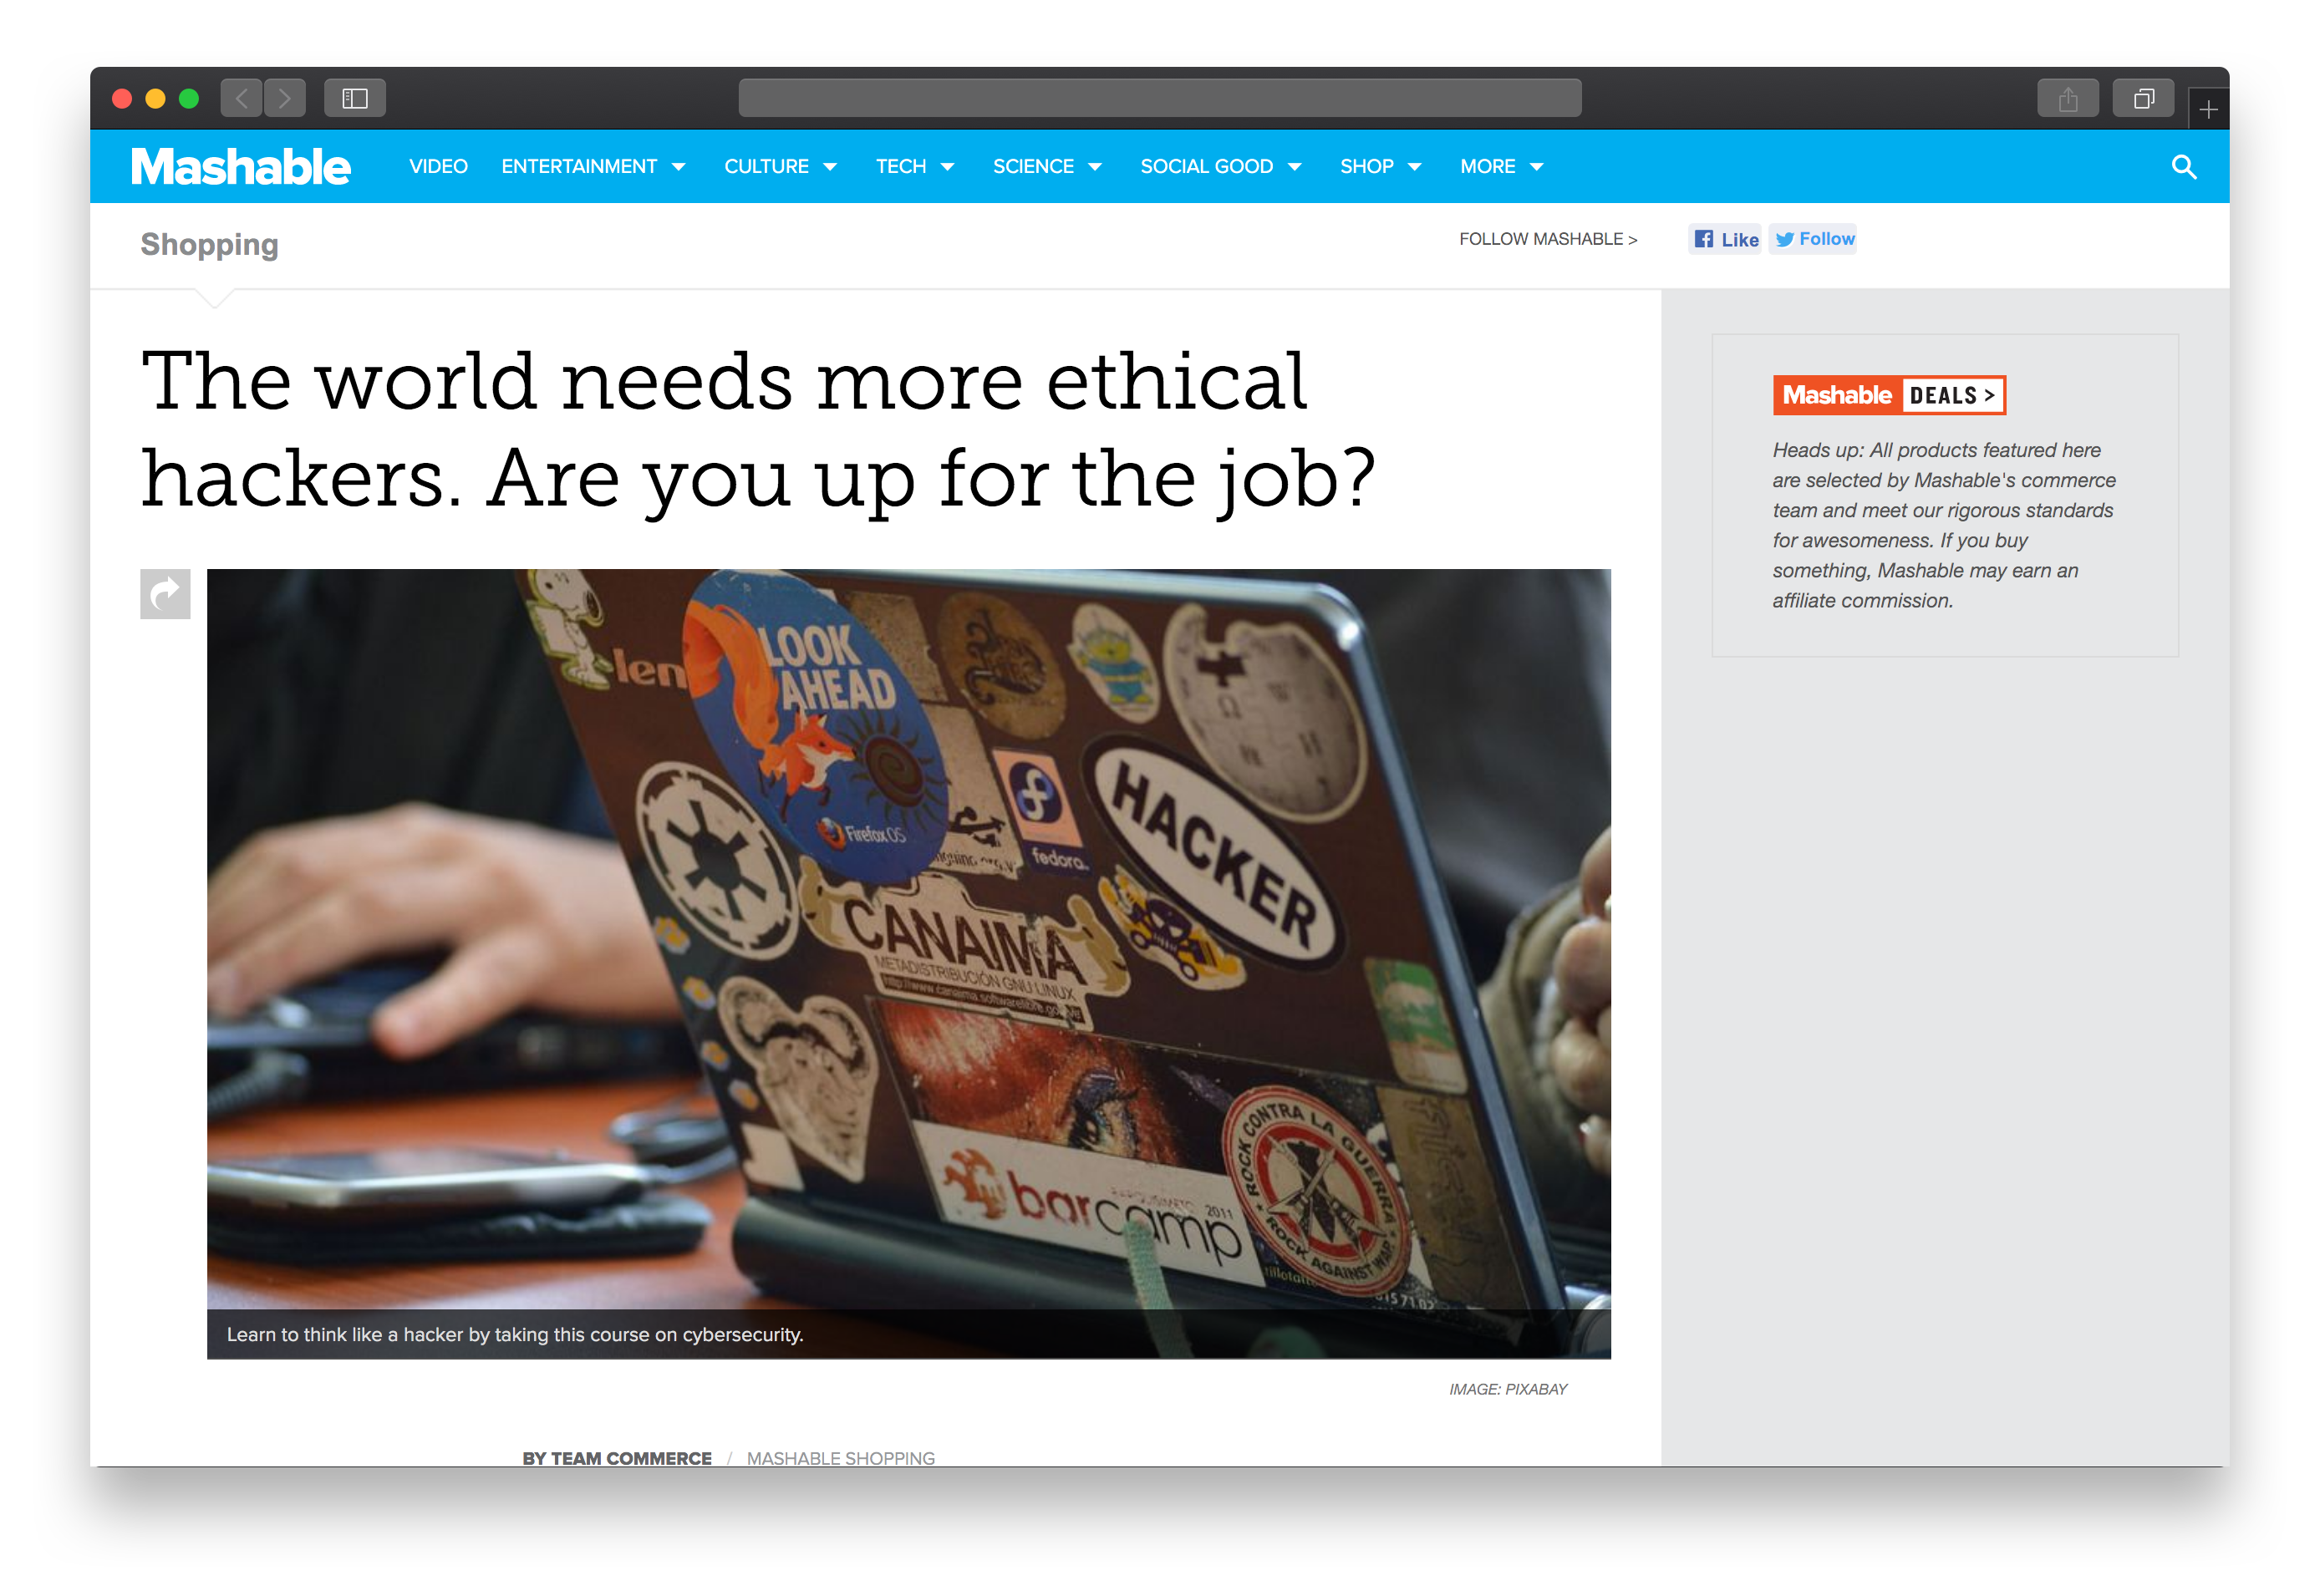 Mashable VIDEO ENTERTAINMENT CULTURE TECH SCIENCE SOCIAL GOOD SHOP MORE
Shopping
FOLLOW MASHABLE >
Like
Follow
The world needs more ethical
hackers. Are you up for the job?
len
LOOK
AHEAD
Firefox OS
fedora
HACKER
CANAIMA
METADISTRIBUCIÓN GNU LINUX
barcamp
2011
ROCK CONTRA LA GUERRA
ROCK AGAINST WAR
Learn to think like a hacker by taking this course on cybersecurity.
IMAGE: PIXABAY
BY TEAM COMMERCE / MASHABLE SHOPPING
Mashable DEALS >
Heads up: All products featured here
are selected by Mashable's commerce
team and meet our rigorous standards
for awesomeness. If you buy
something, Mashable may earn an
affiliate commission.